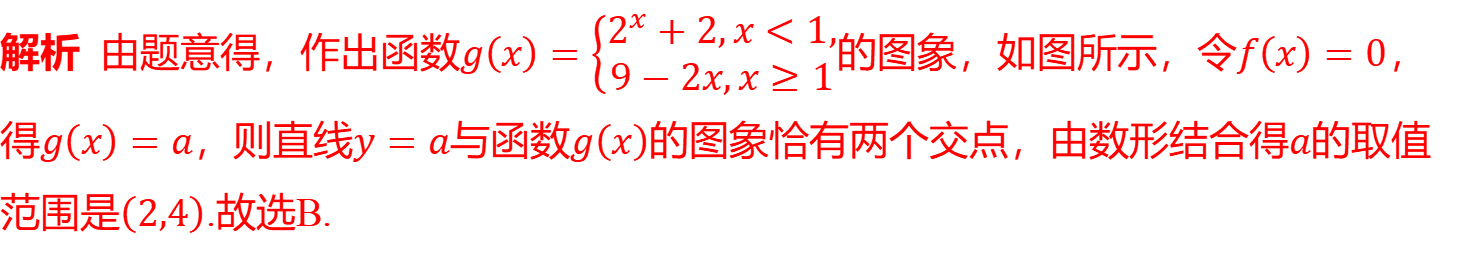 解析 由题意得，作出函数g(x) = {2^x + 2, x < 1, 9 − 2x, x ≥ 1 的图象，如图所示，令f(x) = 0，
得g(x) = a，则直线y = a与函数g(x)的图象恰有两个交点，由数形结合得a的取值
范围是(2,4).故选B.